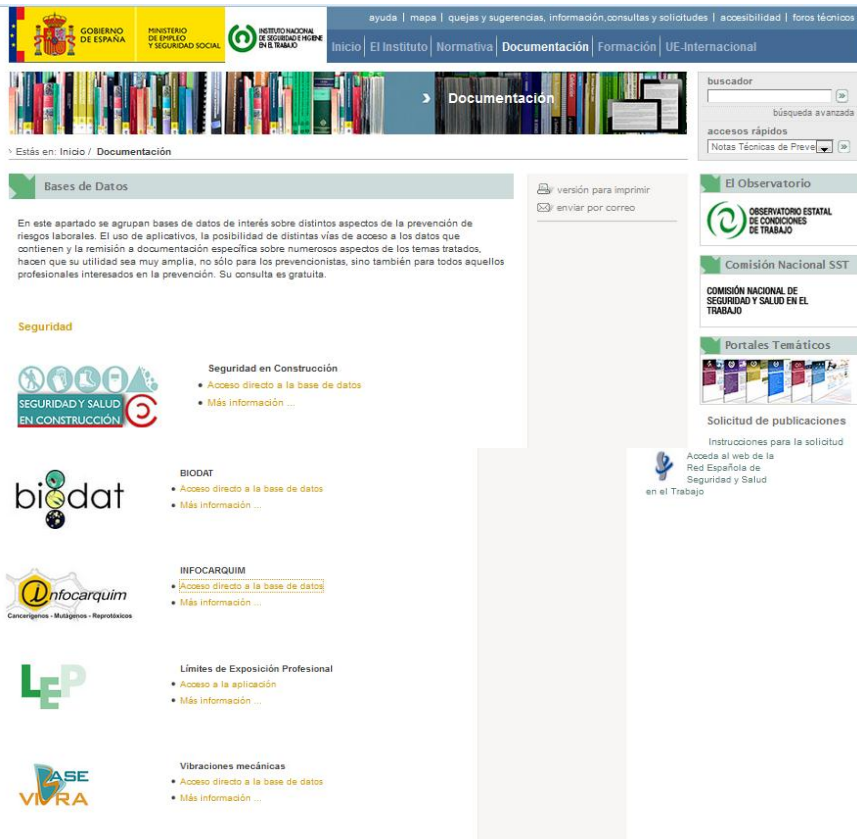 GOBIERNO
DE ESPAÑA
MINISTERIO
DE EMPLEO
Y SEGURIDAD SOCIAL
INSTITUTO NACIONAL
DE SEGURIDAD E HIGIENE
EN EL TRABAJO
ayuda | mapa | quejas y sugerencias, información,consultas y solicitudes | accesibilidad | foros técnicos
Inicio | El Instituto | Normativa | Documentación | Formación | UE-Internacional
Documentación
buscador
búsqueda avanzada
accesos rápidos
Notas Técnicas de Preve
Estás en: Inicio / Documentación
Bases de Datos
En este apartado se agrupan bases de datos de interés sobre distintos aspectos de la prevención de
riesgos laborales. El uso de aplicativos, la posibilidad de distintas vías de acceso a los datos que
contienen y la remisión a documentación específica sobre numerosos aspectos de los temas tratados,
hacen que su utilidad sea muy amplia, no sólo para los prevencionistas, sino también para todos aquellos
profesionales interesados en la prevención. Su consulta es gratuita.
versión para imprimir
enviar por correo
El Observatorio
OBSERVATORIO ESTATAL
DE CONDICIONES
DE TRABAJO
Comisión Nacional SST
COMISIÓN NACIONAL DE
SEGURIDAD Y SALUD EN EL
TRABAJO
Portales Temáticos
Solicitud de publicaciones
Instrucciones para la solicitud
Acceda al web de la
Red Española de
Seguridad y Salud
en el Trabajo
Seguridad
SEGURIDAD Y SALUD
EN CONSTRUCCIÓN
Seguridad en Construcción
• Acceso directo a la base de datos
• Más información ...
biodat
BIODAT
• Acceso directo a la base de datos
• Más información ...
infocarquim
Cancerígenos - Mutágenos - Reprotóxicos
INFOCARQUIM
• Acceso directo a la base de datos
• Más información ...
LEP
Límites de Exposición Profesional
• Acceso a la aplicación
• Más información ...
BASE
VIBRA
Vibraciones mecánicas
• Acceso directo a la base de datos
• Más información ...